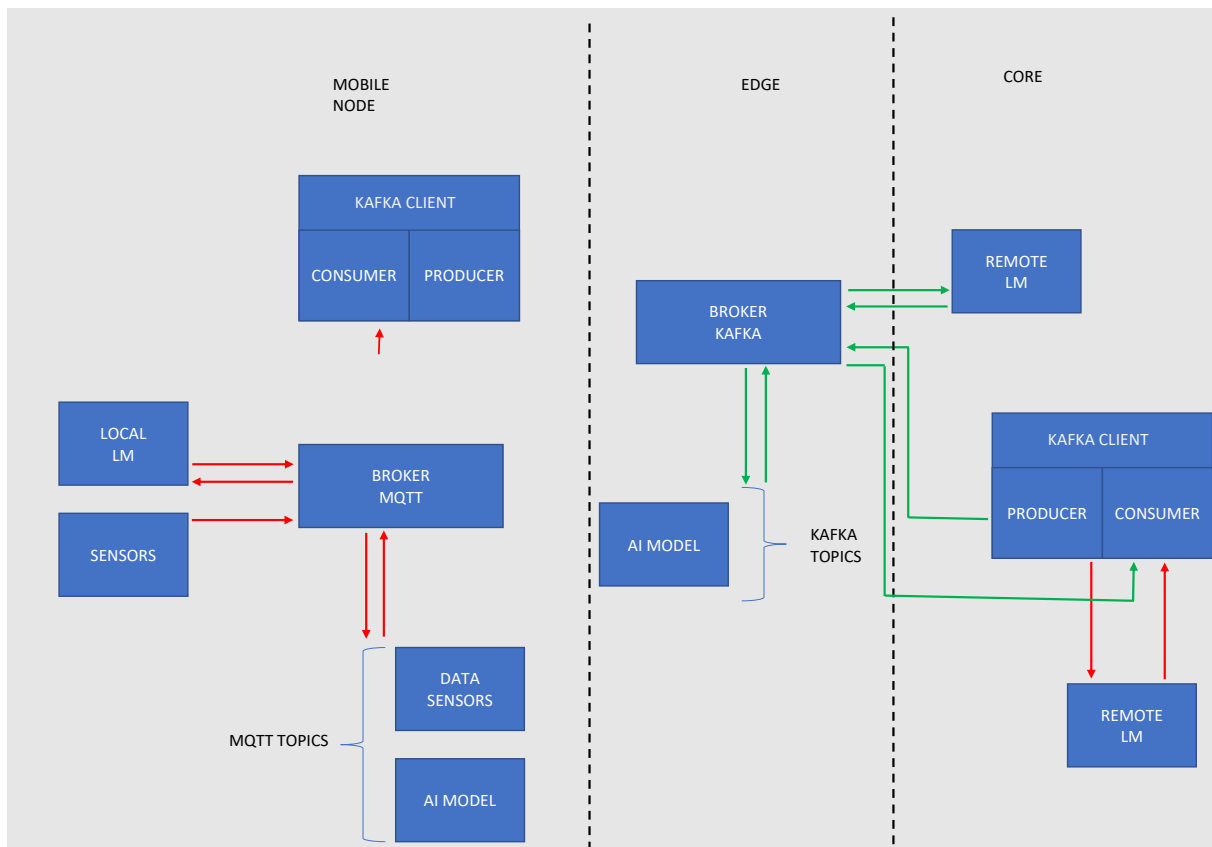 MOBILE
NODE
EDGE
CORE
KAFKA CLIENT
CONSUMER
PRODUCER
REMOTE
LM
BROKER
KAFKA
LOCAL
LM
BROKER
MQTT
SENSORS
KAFKA CLIENT
PRODUCER
CONSUMER
AI MODEL
KAFKA
TOPICS
DATA
SENSORS
MQTT TOPICS
AI MODEL
REMOTE
LM